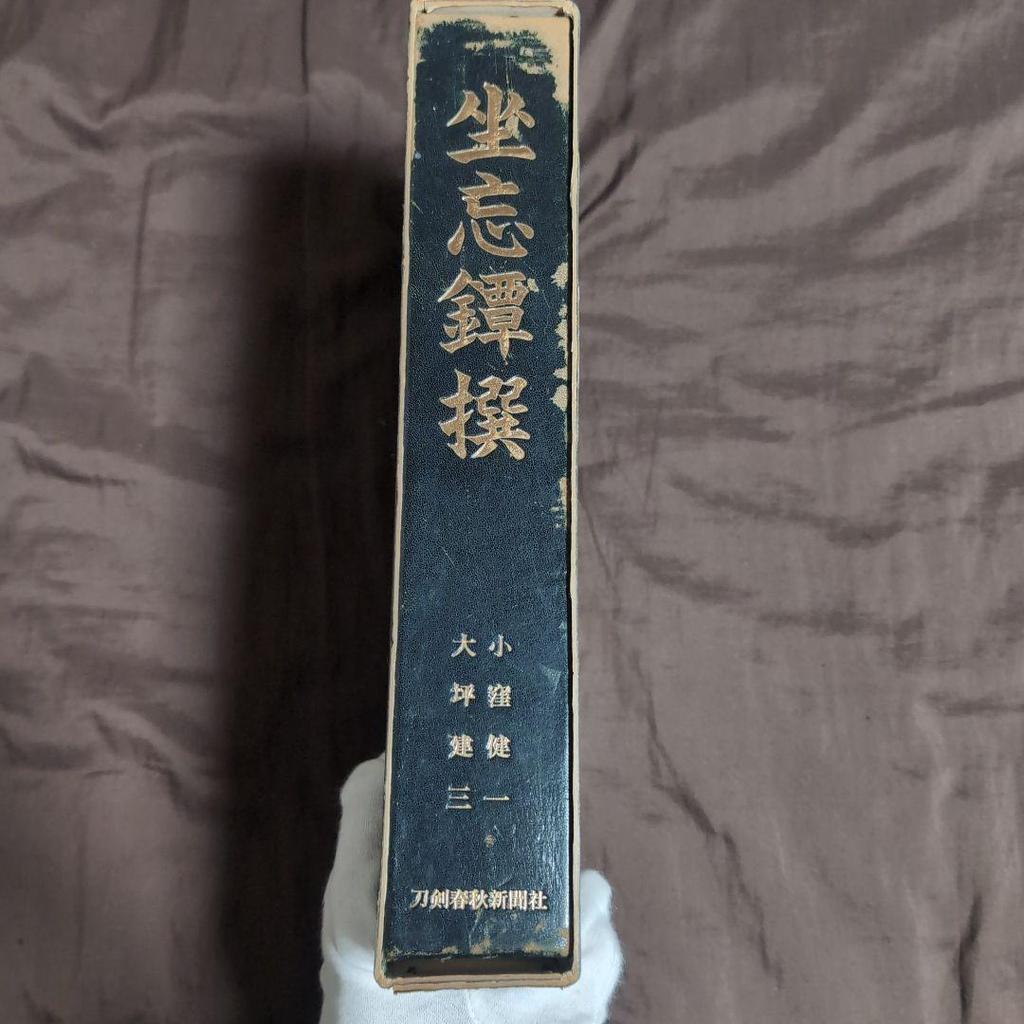 坐忘鐔撰
小窪健一
大坪建三
刀剣春秋新聞社